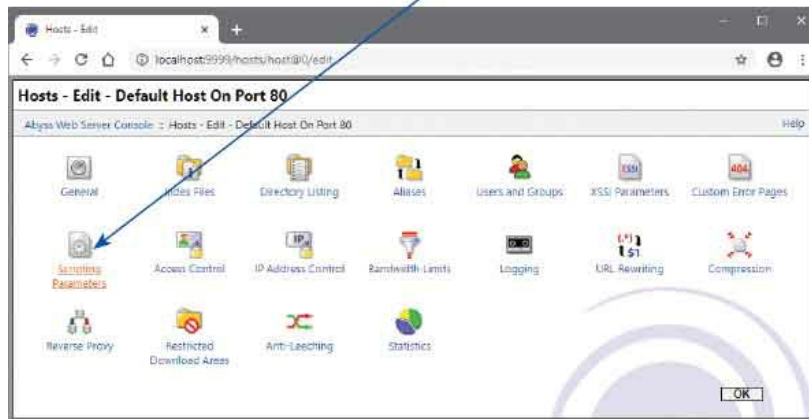 Hosts - Edit
localhost:9999/hosts/host@0/edit
Hosts - Edit - Default Host On Port 80
Abyss Web Server Console :: Hosts - Edit - Default Host On Port 80
Help
General
Index Files
Directory Listing
Aliases
Users and Groups
XSSI Parameters
Custom Error Pages
XSSI
404
Scripting
Parameters
Access Control
IP Address Control
Bandwidth Limits
Logging
URL Rewriting
Compression
IP
(.*)
$1
Reverse Proxy
Restricted
Download Areas
Anti-Leeching
Statistics
OK